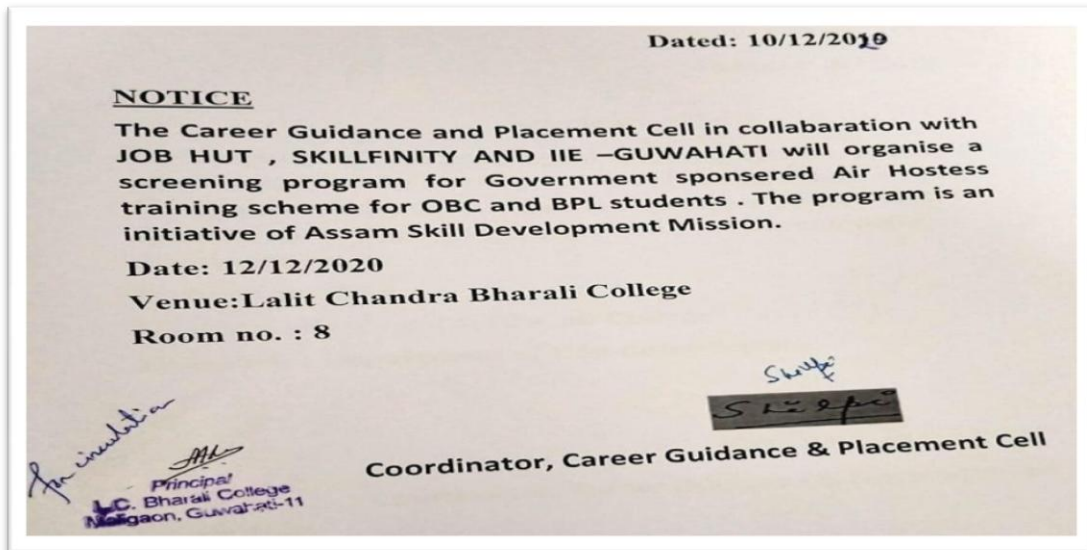 Dated: 10/12/2020
NOTICE
The Career Guidance and Placement Cell in collabaration with
JOB HUT , SKILLFINITY AND IIE –GUWAHATI will organise a
screening program for Government sponsered Air Hostess
training scheme for OBC and BPL students . The program is an
initiative of Assam Skill Development Mission.
Date: 12/12/2020
Venue:Lalit Chandra Bharali College
Room no. : 8
Shilpi
Shilpi
Coordinator, Career Guidance & Placement Cell
for circulation
Principal
L.C. Bharali College
Maligaon, Guwahati-11